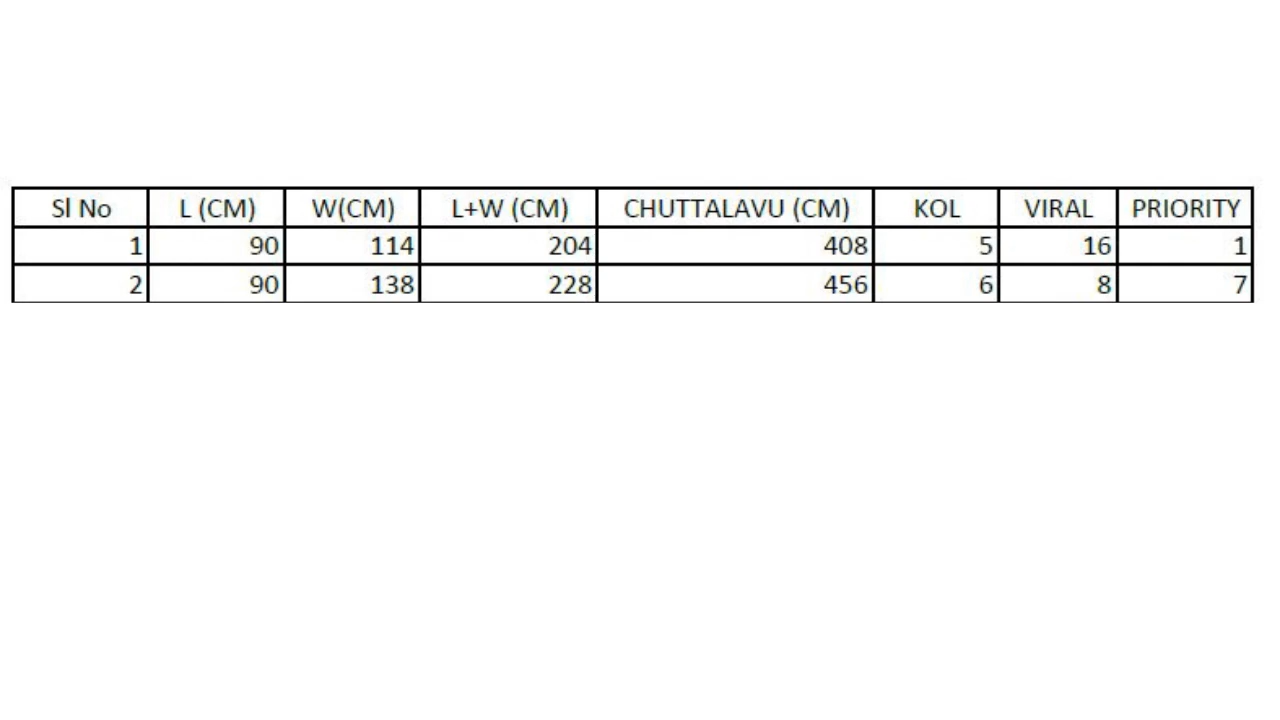 Sl No L (CM) W(CM) L+W (CM) CHUTTALAVU (CM) KOL VIRAL PRIORITY
1 90 114 204 408 5 16 1
2 90 138 228 456 6 8 7